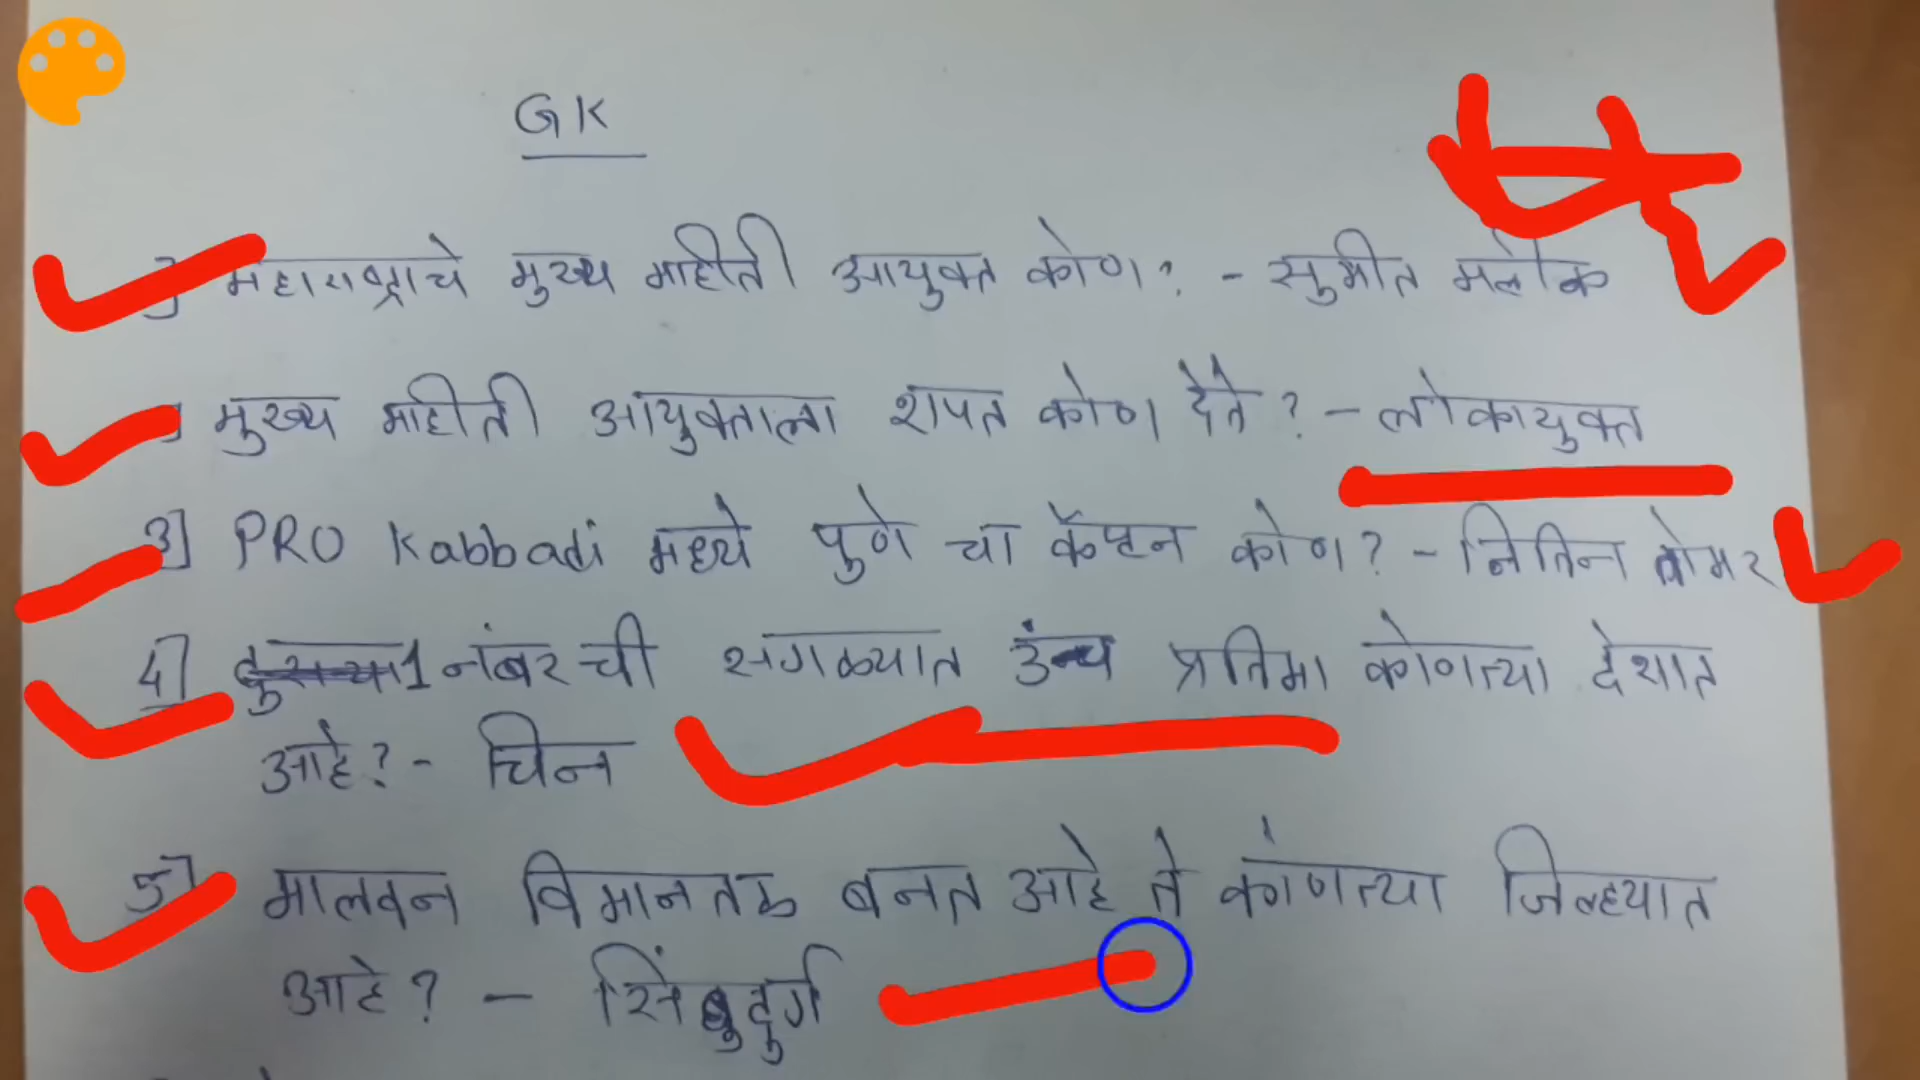 GK
1] महाराष्ट्राचे मुख्य माहीती आयुक्त कोण? - सुमीत मलीक
] मुख्य माहीती आयुक्ताला शपत कोण देते? - लोकायुक्त
3] PRO Kabbadi मध्ये पुणे चा कॅप्टन कोण? - नितिन तोमर
4] 1 नंबर ची सगळ्यात उंच प्रतिमा कोणत्या देशात
आहे? - चिन
5] मालवन विमानतळ बनत आहे ते कोणत्या जिल्ह्यात
आहे? - सिंधुदुर्ग